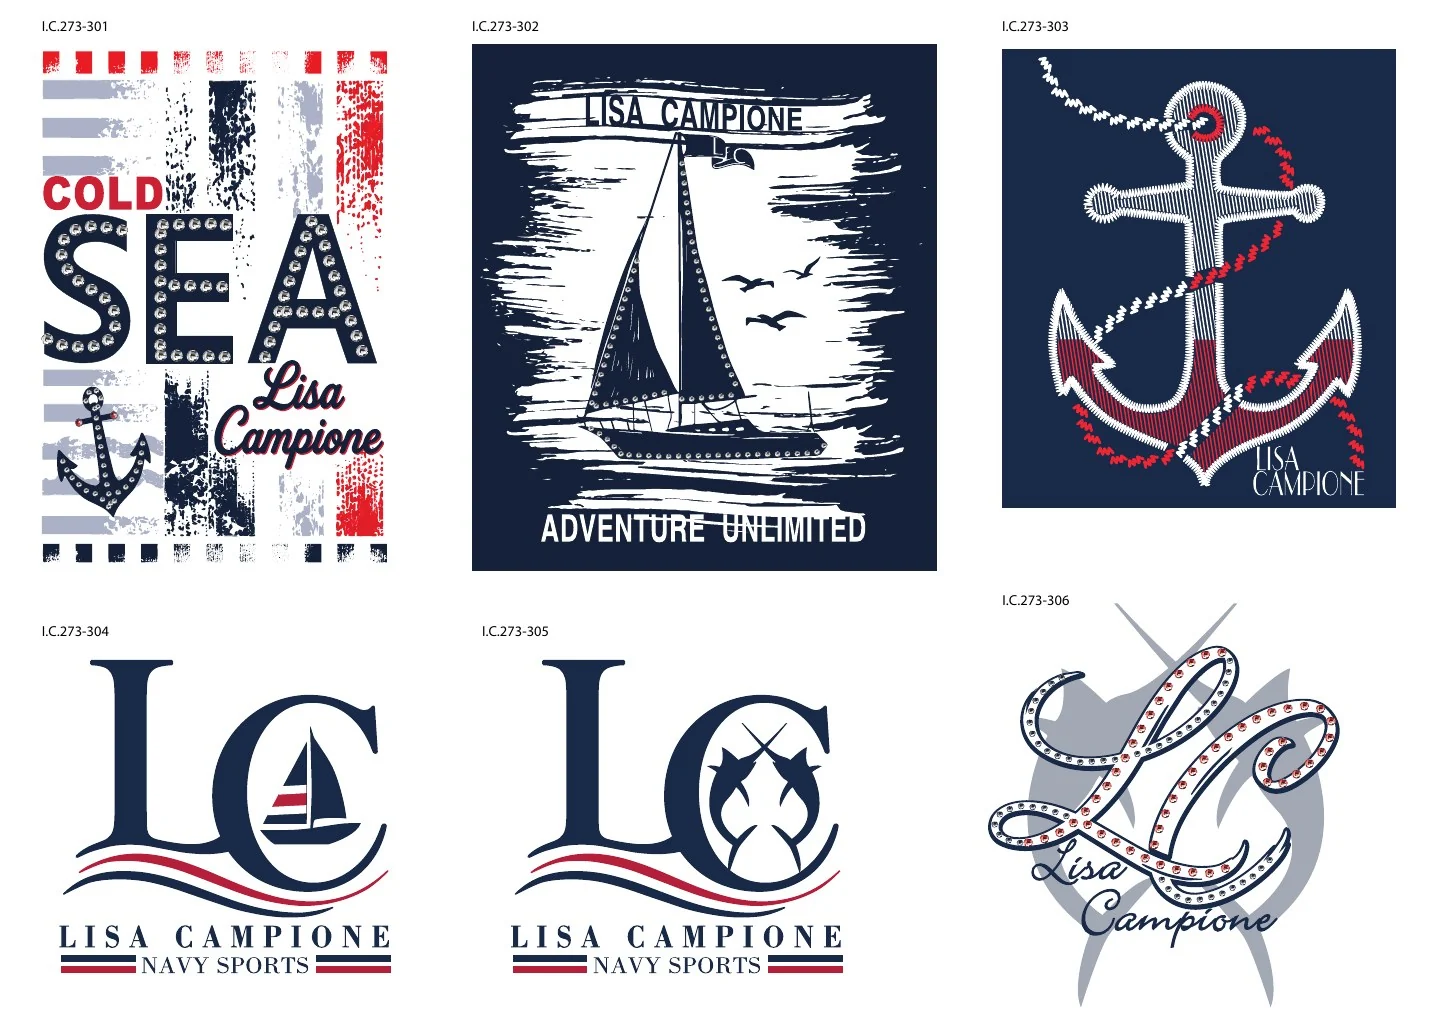 I.C.273-301
COLD
SEA
Lisa
Campione
I.C.273-302
LISA CAMPIONE
LC
ADVENTURE UNLIMITED
I.C.273-303
LISA
CAMPIONE
I.C.273-304
LC
LISA CAMPIONE
NAVY SPORTS
I.C.273-305
LC
LISA CAMPIONE
NAVY SPORTS
I.C.273-306
LC
Lisa
Campione